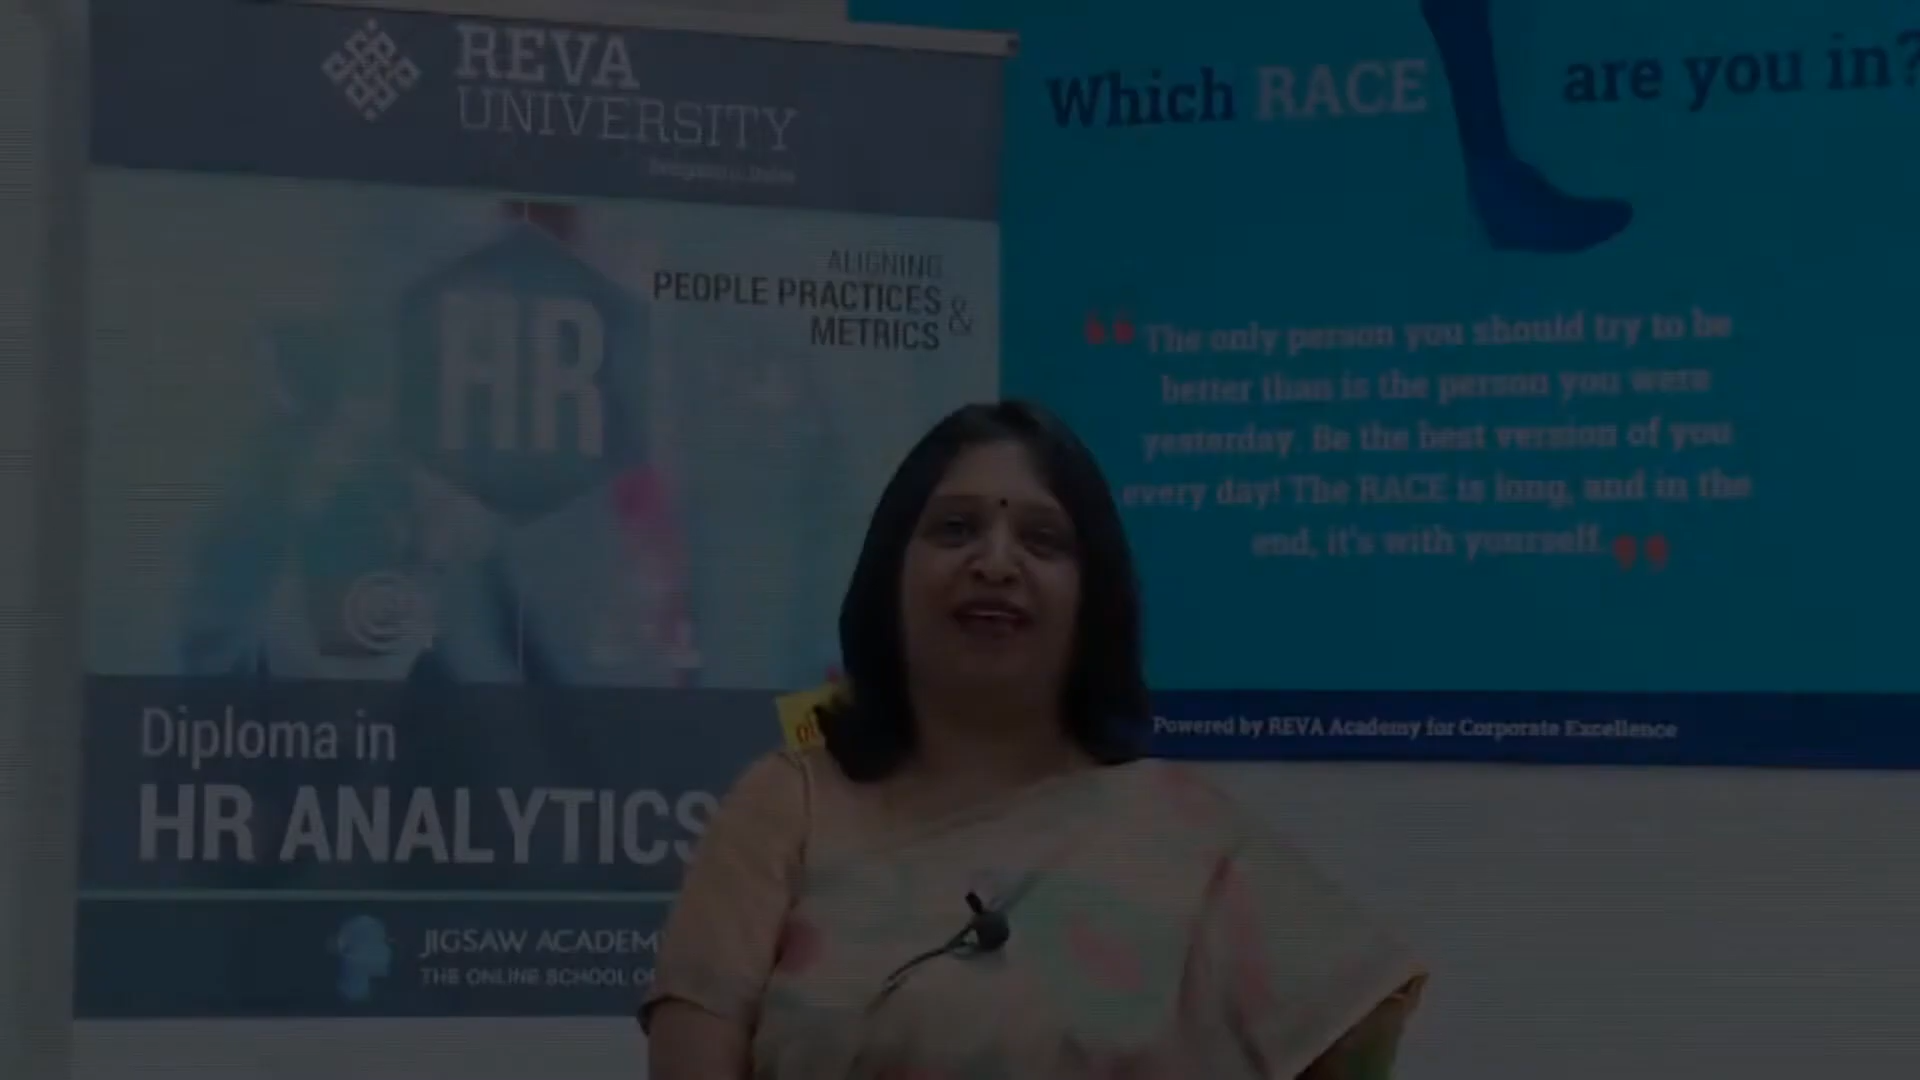 REVA
UNIVERSITY
Bengaluru, India
ALIGNING
PEOPLE PRACTICES &
METRICS
HR
Diploma in
HR ANALYTICS
JIGSAW ACADEM
THE ONLINE SCHOOL OF
Which RACE are you in?
“ The only person you should try to be
better than is the person you were
yesterday. Be the best version of you
every day! The RACE is long, and in the
end, it's with yourself. ”
Powered by REVA Academy for Corporate Excellence